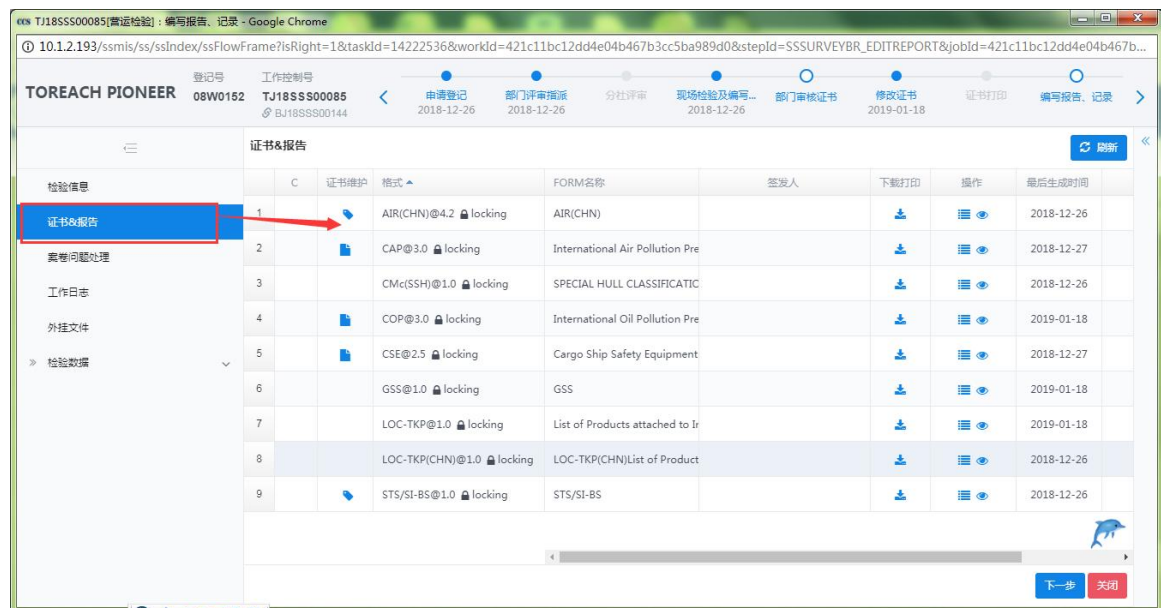 TJ18SSS00085[营运检验] : 编写报告、记录 - Google Chrome
10.1.2.193/ssmis/ss/ssIndex/ssFlowFrame?isRight=1&taskId=14222536&workId=421c11bc12dd4e04b467b3cc5ba989d0&stepId=SSSURVEYBR_EDITREPORT&jobId=421c11bc12dd4e04b467b...
TOREACH PIONEER
登记号
08W0152
工作控制号
TJ18SSS00085
BJ18SSS00144
申请登记
2018-12-26
部门评审指派
2018-12-26
分社评审
现场检验及编写...
2018-12-26
部门审核证书
修改证书
2019-01-18
证书打印
编写报告、记录
检验信息
证书&报告
案卷问题处理
工作日志
外挂文件
检验数据
证书&报告
刷新
C 证书维护 格式 FORM名称 签发人 下载打印 操作 最后生成时间
1 AIR(CHN)@4.2 locking AIR(CHN) 2018-12-26
2 CAP@3.0 locking International Air Pollution Pre 2018-12-27
3 CMc(SSH)@1.0 locking SPECIAL HULL CLASSIFICATIC 2018-12-26
4 COP@3.0 locking International Oil Pollution Pre 2019-01-18
5 CSE@2.5 locking Cargo Ship Safety Equipment 2018-12-27
6 GSS@1.0 locking GSS 2019-01-18
7 LOC-TKP@1.0 locking List of Products attached to Ir 2019-01-18
8 LOC-TKP(CHN)@1.0 locking LOC-TKP(CHN)List of Product 2018-12-26
9 STS/SI-BS@1.0 locking STS/SI-BS 2018-12-26
下一步 关闭